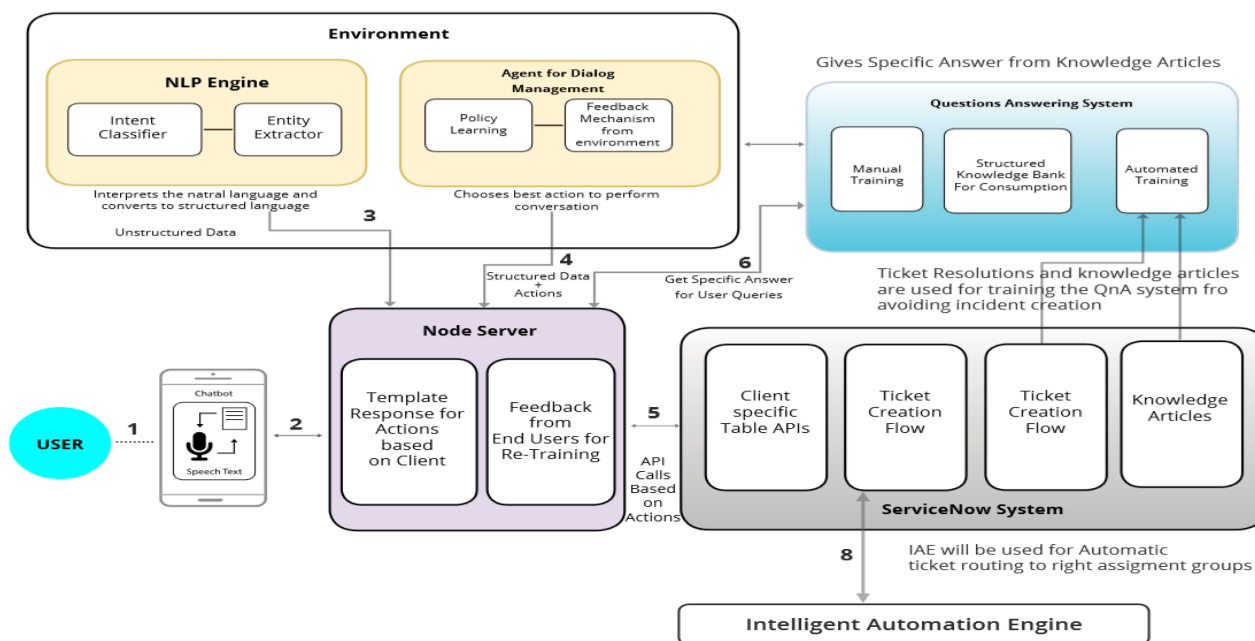 Environment
NLP Engine
Intent
Classifier
Entity
Extractor
Interprets the natral language and
converts to structured language
Unstructured Data
3
Agent for Dialog
Management
Policy
Learning
Feedback
Mechanism
from
environment
Chooses best action to perform
conversation
4
Structured Data
+
Actions
Gives Specific Answer from Knowledge Articles
Questions Answering System
Manual
Training
Structured
Knowledge Bank
For Consumption
Automated
Training
6
Get Specific Answer
for User Queries
Ticket Resolutions and knowledge articles
are used for training the QnA system fro
avoiding incident creation
USER
1
Chatbot
Speech Text
2
Node Server
Template
Response for
Actions
based
on Client
Feedback
from
End Users for
Re-Training
5
API
Calls
Based
on
Actions
Client
specific
Table APIs
Ticket
Creation
Flow
Ticket
Creation
Flow
Knowledge
Articles
ServiceNow System
8
IAE will be used for Automatic
ticket routing to right assigment groups
Intelligent Automation Engine